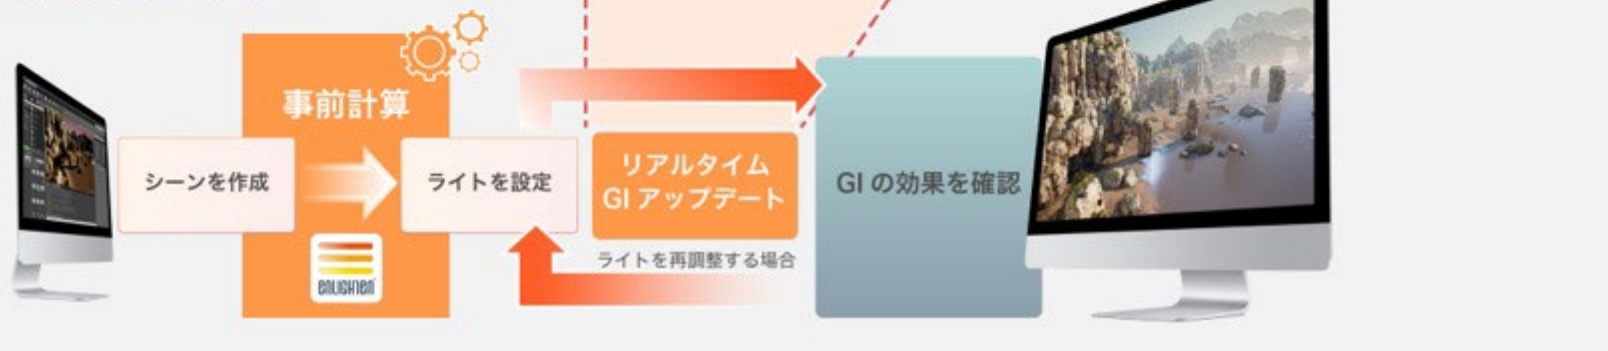 事前計算
シーンを作成
ライトを設定
リアルタイム
GI アップデート
GI の効果を確認
ライトを再調整する場合
ENLIGHTEN